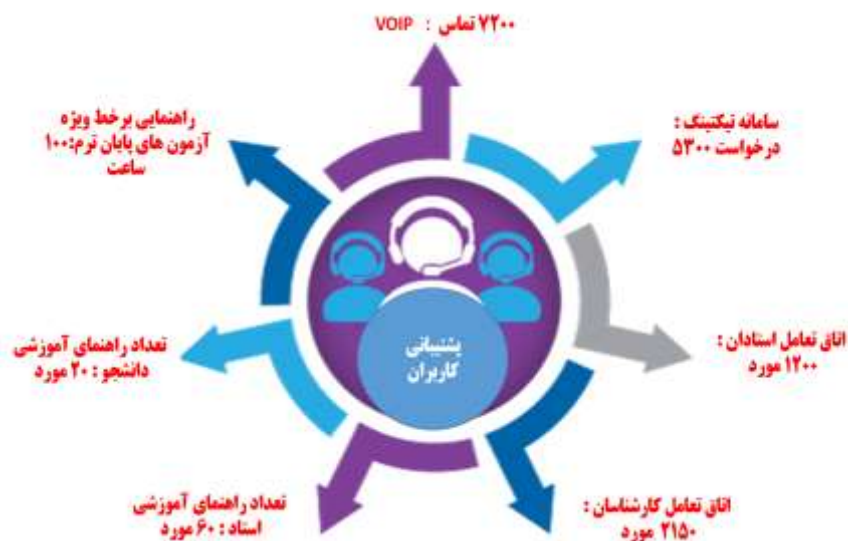 ۷۲۰۰ تماس : VOIP
سامانه تیکتینگ :
۵۳۰۰ درخواست
اتاق تعامل استادان :
۱۲۰۰ مورد
اتاق تعامل کارشناسان :
۲۱۵۰ مورد
تعداد راهنمای آموزشی
استاد : ۶۰ مورد
تعداد راهنمای آموزشی
دانشجو : ۲۰ مورد
راهنمایی برخط ویژه
آزمون های پایان ترم:۱۰۰
ساعت
پشتیبانی
کاربران